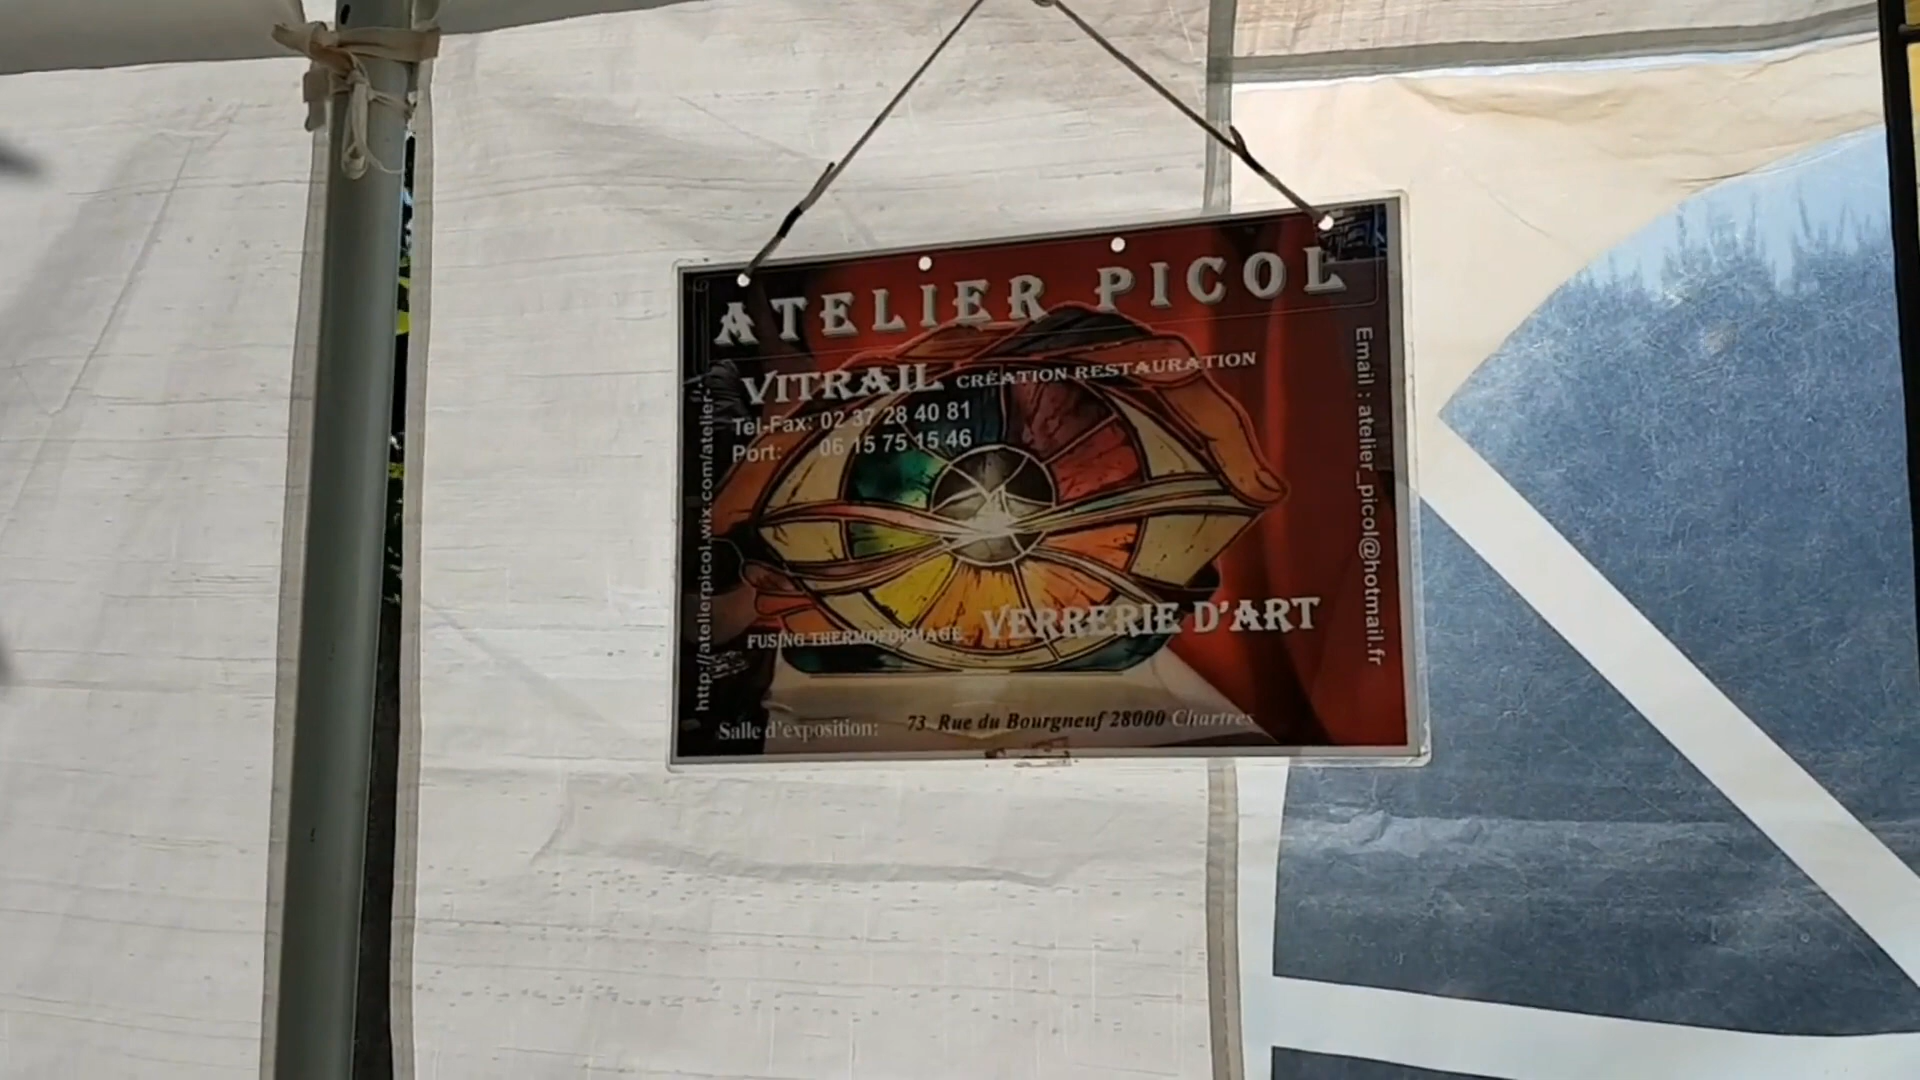 ATELIER PICOL
VITRAIL CRÉATION RESTAURATION
Tél-Fax: 02 37 28 40 81
Port: 06 15 75 15 46
FUSING THERMOFORMAGE VERRERIE D'ART
Salle d'exposition: 73, Rue du Bourgneuf 28000 Chartres
http://atelierpicol.wix.com/atelier-
Email : atelier_picol@hotmail.fr